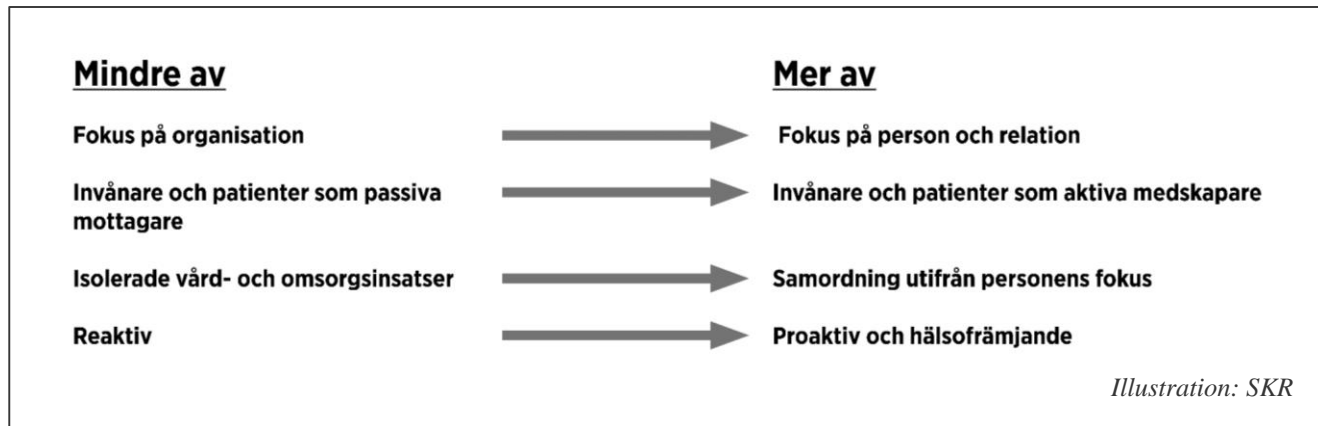 Mindre av
Mer av
Fokus på organisation
Fokus på person och relation
Invånare och patienter som passiva
mottagare
Invånare och patienter som aktiva medskapare
Isolerade vård- och omsorgsinsatser
Samordning utifrån personens fokus
Reaktiv
Proaktiv och hälsofrämjande
Illustration: SKR